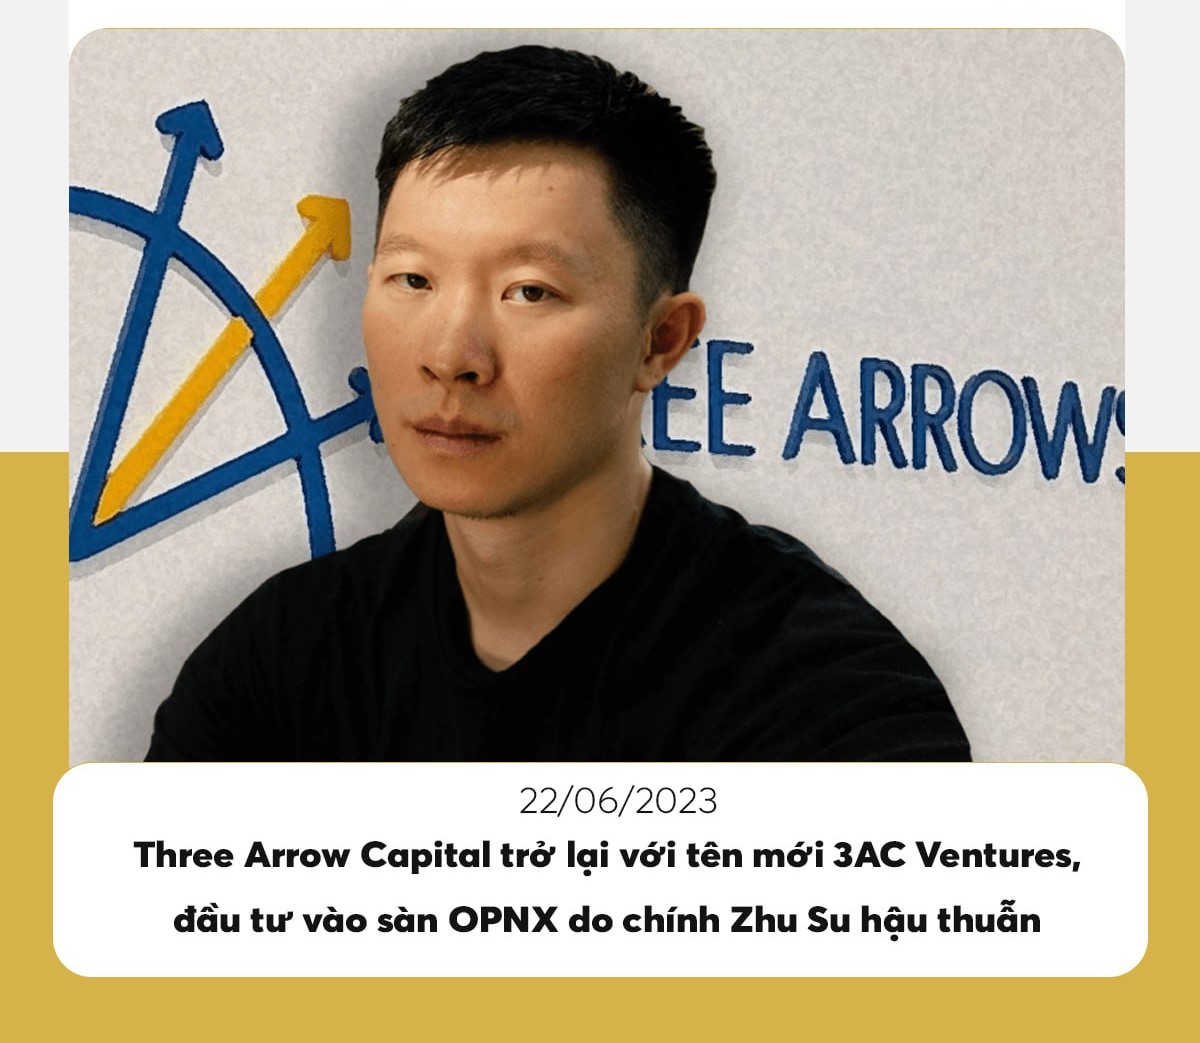 EE ARROWS
22/06/2023
Three Arrow Capital trở lại với tên mới 3AC Ventures,
đầu tư vào sàn OPNX do chính Zhu Su hậu thuẫn